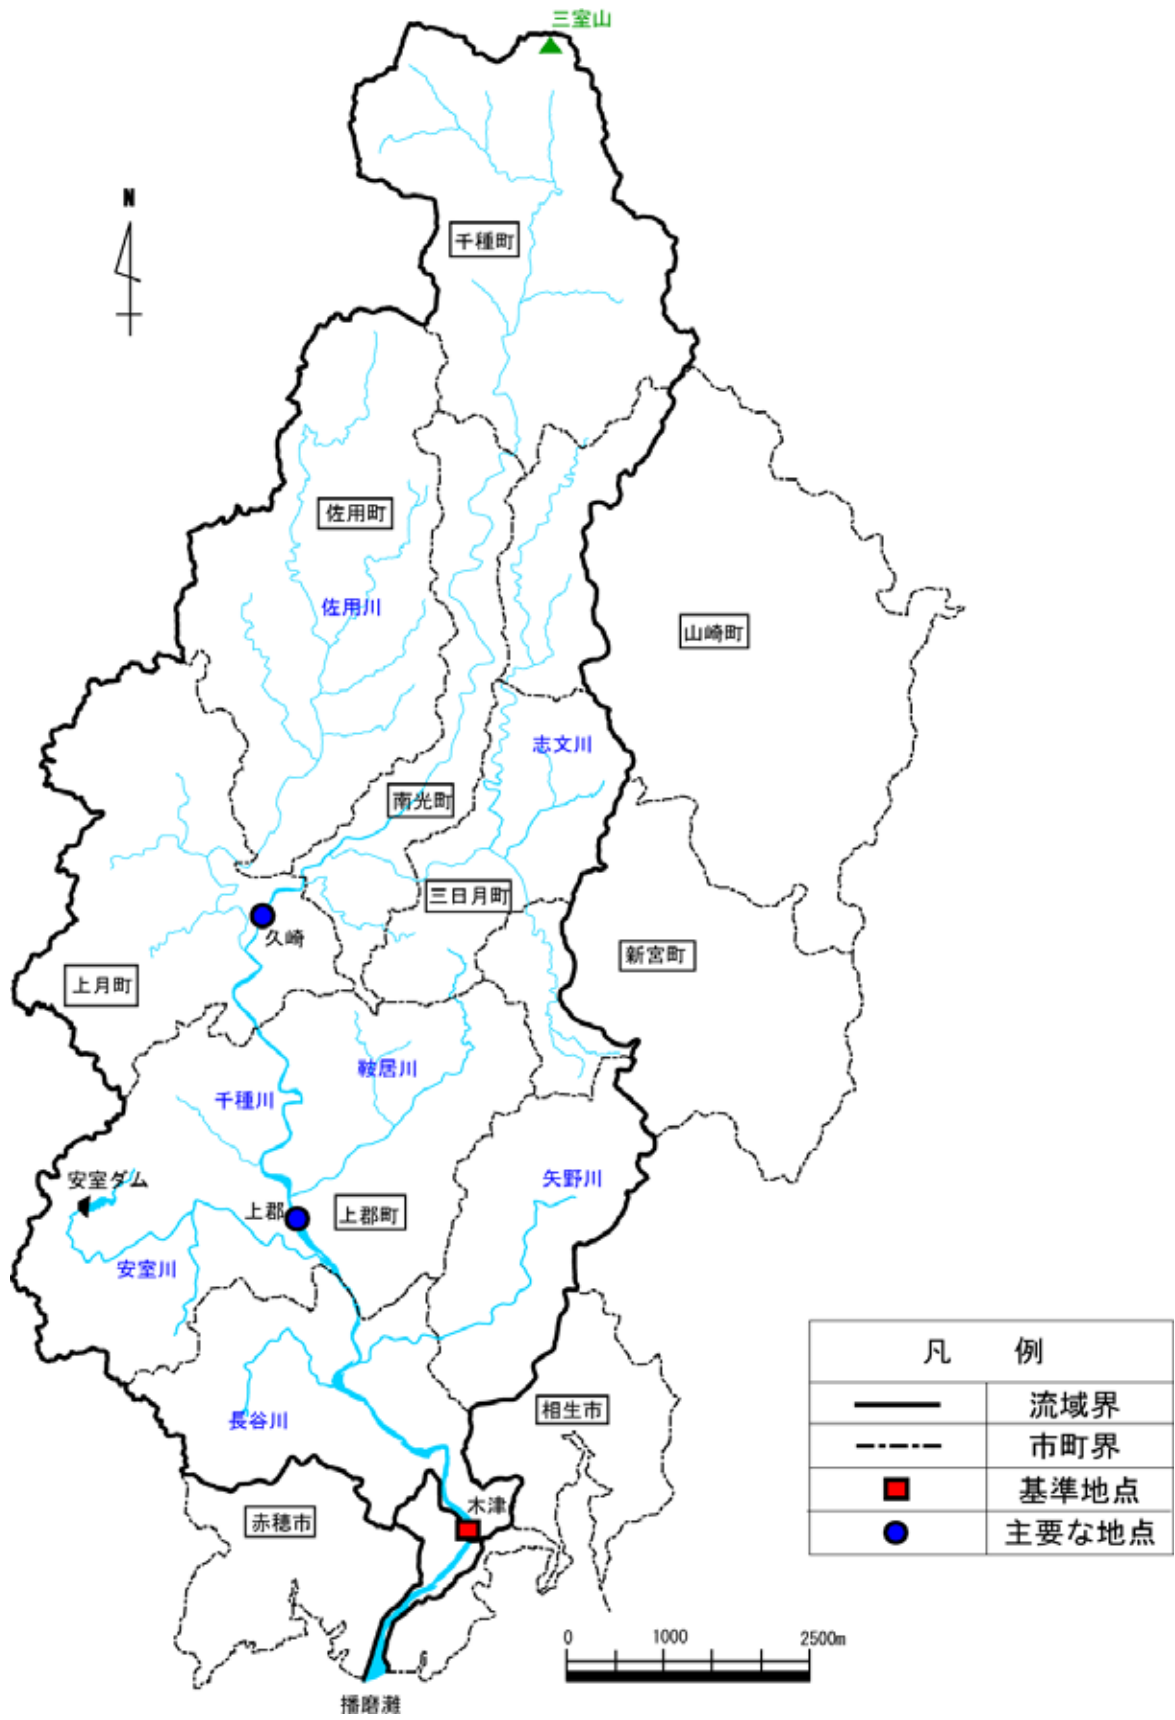 三室山
N
千種町
佐用町
佐用川
山崎町
志文川
南光町
三日月町
久崎
新宮町
上月町
鞍居川
千種川
安室ダム
矢野川
上郡
上郡町
安室川
凡 例
流域界
市町界
基準地点
主要な地点
相生市
長谷川
木津
赤穂市
0 1000 2500m
播磨灘